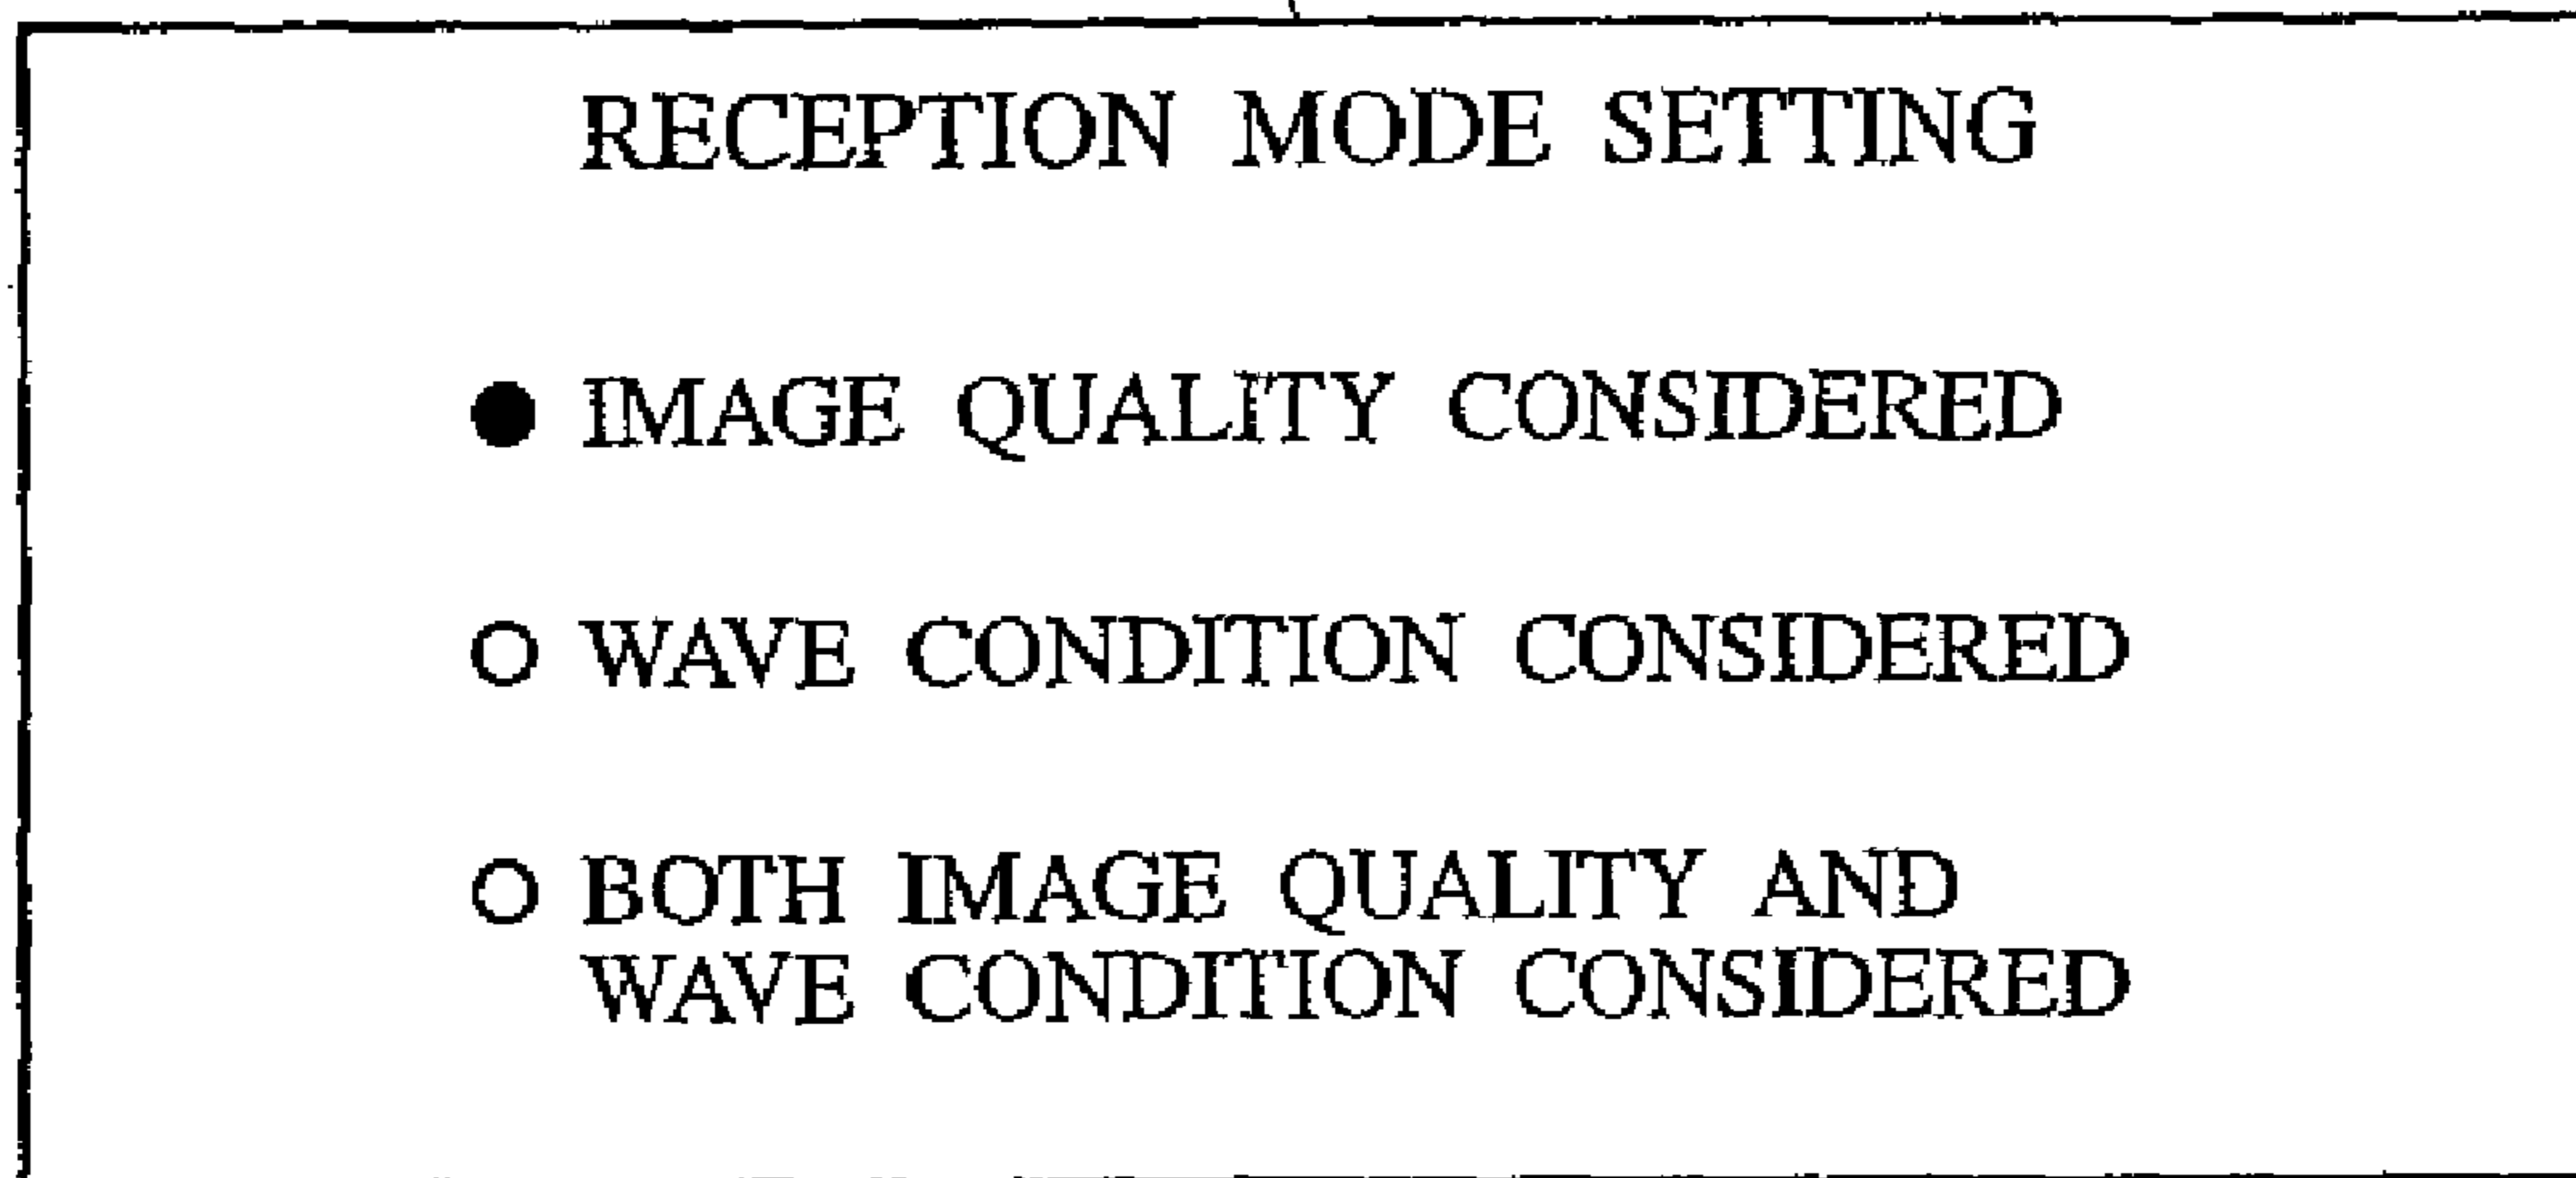 RECEPTION MODE SETTING
● IMAGE QUALITY CONSIDERED
○ WAVE CONDITION CONSIDERED
○ BOTH IMAGE QUALITY AND
WAVE CONDITION CONSIDERED